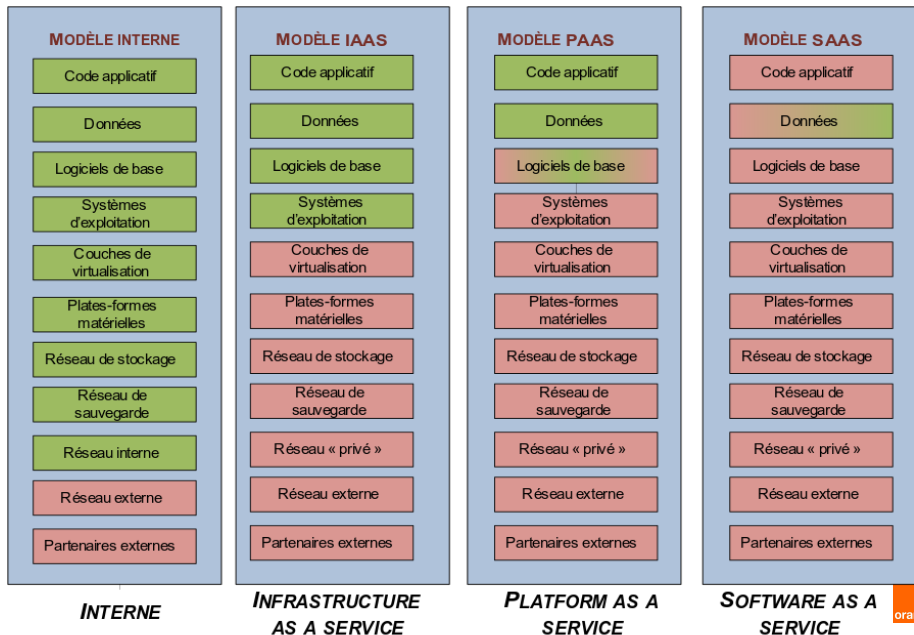 MODÈLE INTERNE
Code applicatif
Données
Logiciels de base
Systèmes
d'exploitation
Couches de
virtualisation
Plates-formes
matérielles
Réseau de stockage
Réseau de
sauvegarde
Réseau interne
Réseau externe
Partenaires externes
INTERNE
MODÈLE IAAS
Code applicatif
Données
Logiciels de base
Systèmes
d'exploitation
Couches de
virtualisation
Plates-formes
matérielles
Réseau de stockage
Réseau de
sauvegarde
Réseau « privé »
Réseau externe
Partenaires externes
INFRASTRUCTURE
AS A SERVICE
MODÈLE PAAS
Code applicatif
Données
Logiciels de base
Systèmes
d'exploitation
Couches de
virtualisation
Plates-formes
matérielles
Réseau de stockage
Réseau de
sauvegarde
Réseau « privé »
Réseau externe
Partenaires externes
PLATFORM AS A
SERVICE
MODÈLE SAAS
Code applicatif
Données
Logiciels de base
Systèmes
d'exploitation
Couches de
virtualisation
Plates-formes
matérielles
Réseau de stockage
Réseau de
sauvegarde
Réseau « privé »
Réseau externe
Partenaires externes
SOFTWARE AS A
SERVICE